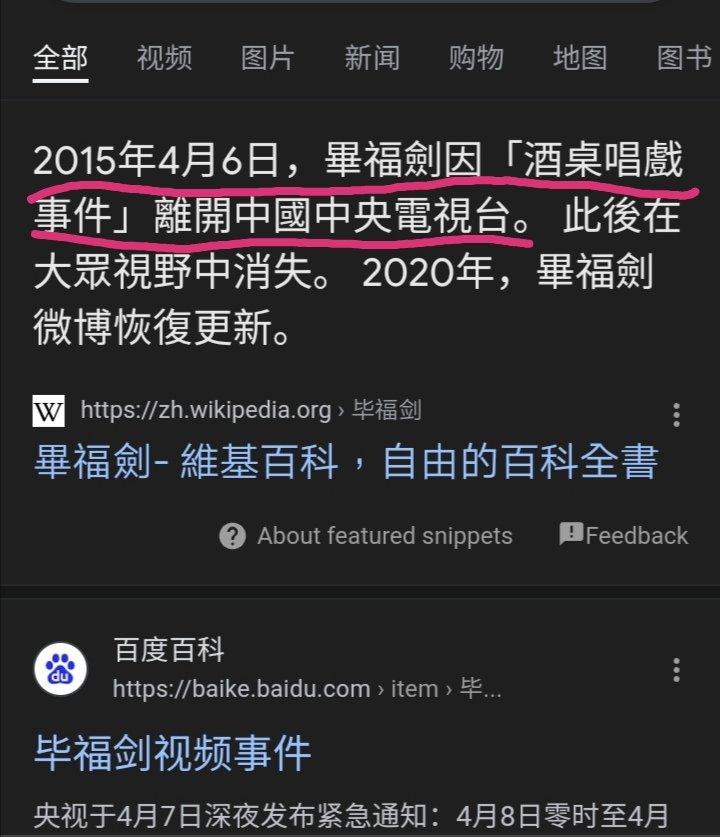 全部 视频 图片 新闻 购物 地图 图书
2015年4月6日，畢福劍因「酒桌唱戲
事件」離開中國中央電視台。 此後在
大眾視野中消失。 2020年，畢福劍
微博恢復更新。
W https://zh.wikipedia.org › 毕福剑
畢福劍- 維基百科，自由的百科全書
About featured snippets Feedback
百度百科
du https://baike.baidu.com › item › 毕...
毕福剑视频事件
央视于4月7日深夜发布紧急通知：4月8日零时至4月